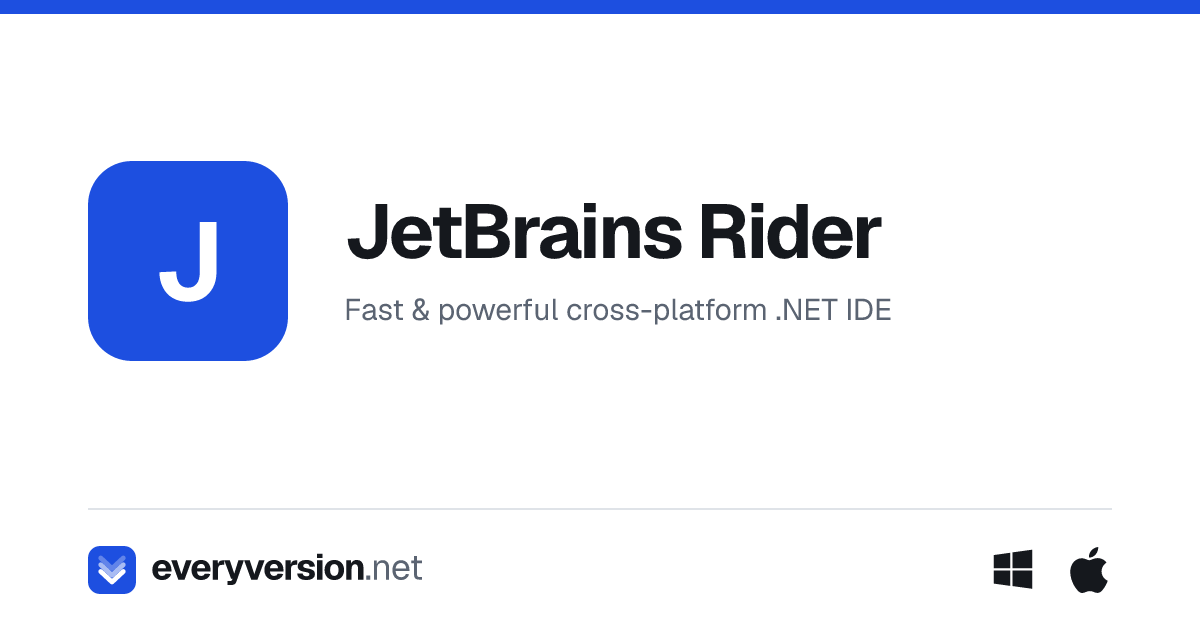 J
JetBrains Rider
Fast & powerful cross-platform .NET IDE
everyversion.net